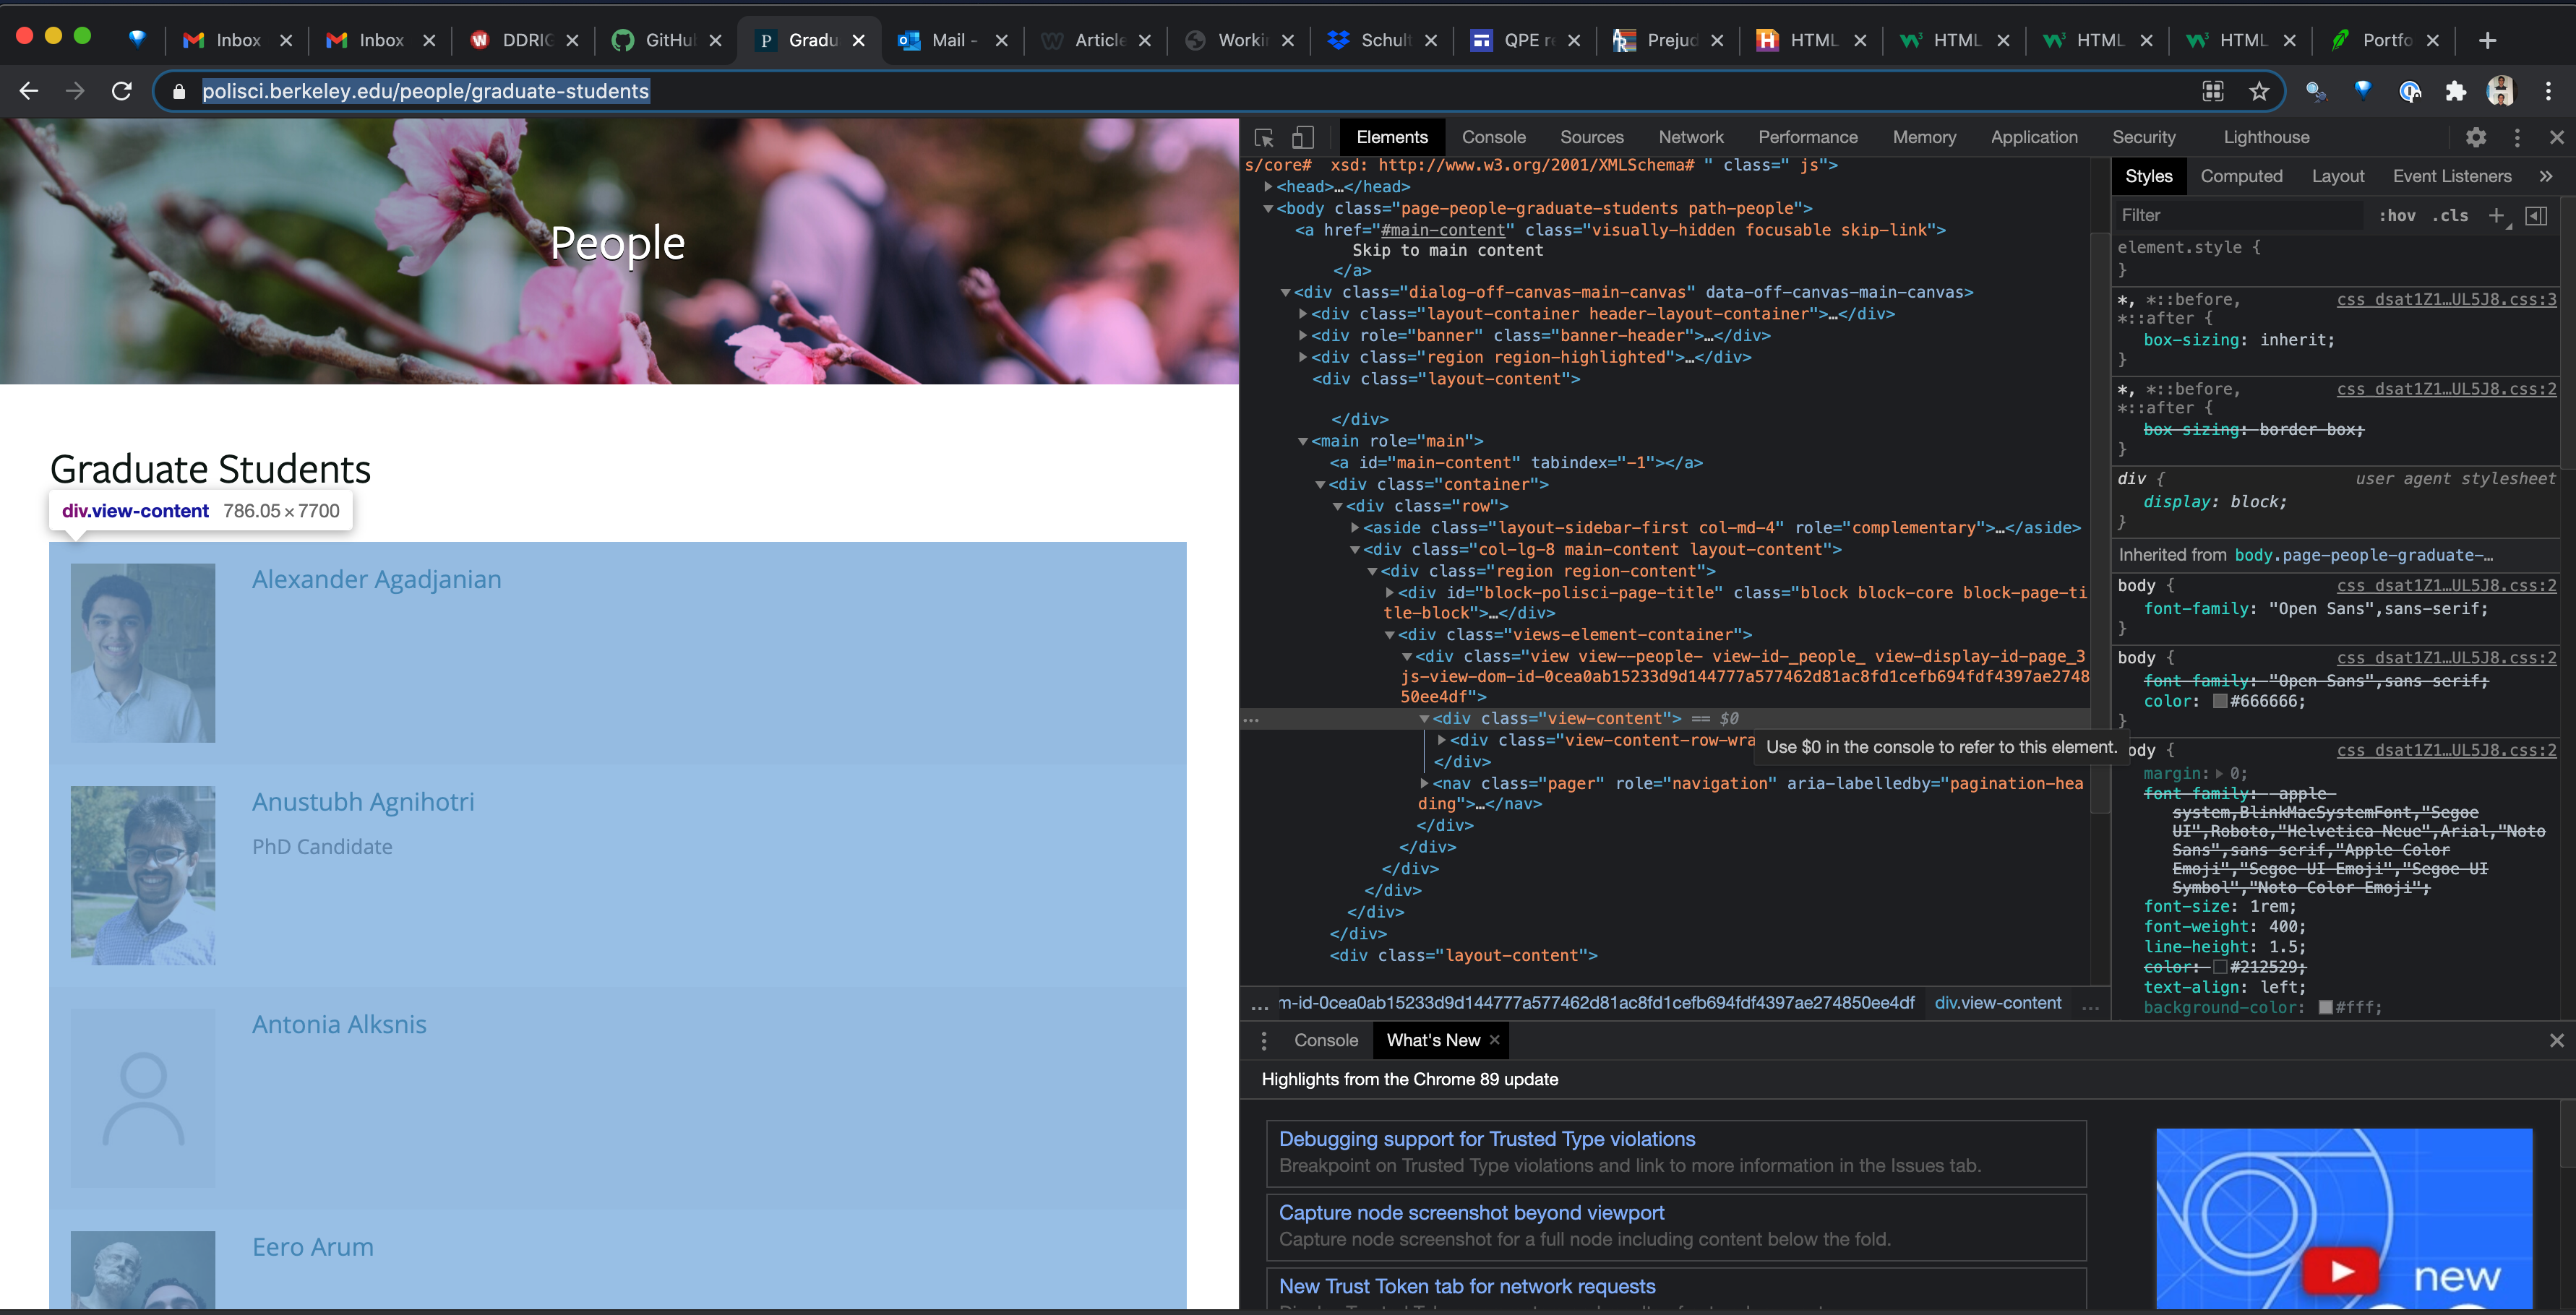 Inbox
Inbox
DDRIG
GitHu
Gradu
Mail -
Article
Workin
Schult
QPE re
Prejud
HTML
HTML
HTML
HTML
Portfo
polisci.berkeley.edu/people/graduate-students
People
Graduate Students
div.view-content 786.05 × 7700
Alexander Agadjanian
Anustubh Agnihotri
PhD Candidate
Antonia Alksnis
Eero Arum
Elements Console Sources Network Performance Memory Application Security Lighthouse
s/core#  xsd: http://www.w3.org/2001/XMLSchema# " class=" js">
<head>…</head>
<body class="page-people-graduate-students path-people">
<a href="#main-content" class="visually-hidden focusable skip-link">
Skip to main content
</a>
<div class="dialog-off-canvas-main-canvas" data-off-canvas-main-canvas>
<div class="layout-container header-layout-container">…</div>
<div role="banner" class="banner-header">…</div>
<div class="region region-highlighted">…</div>
<div class="layout-content">
</div>
<main role="main">
<a id="main-content" tabindex="-1"></a>
<div class="container">
<div class="row">
<aside class="layout-sidebar-first col-md-4" role="complementary">…</aside>
<div class="col-lg-8 main-content layout-content">
<div class="region region-content">
<div id="block-polisci-page-title" class="block block-core block-page-ti
tle-block">…</div>
<div class="views-element-container">
<div class="view view--people- view-id-_people_ view-display-id-page_3
js-view-dom-id-0cea0ab15233d9d144777a577462d81ac8fd1cefb694fdf4397ae2748
50ee4df">
… <div class="view-content"> == $0
<div class="view-content-row-wra
Use $0 in the console to refer to this element.
</div>
<nav class="pager" role="navigation" aria-labelledby="pagination-hea
ding">…</nav>
</div>
</div>
</div>
</div>
</div>
</div>
<div class="layout-content">
… m-id-0cea0ab15233d9d144777a577462d81ac8fd1cefb694fdf4397ae274850ee4df div.view-content …
Styles Computed Layout Event Listeners »
Filter :hov .cls +
element.style {
}
*, *::before, css_dsat1Z1…UL5J8.css:3
*::after {
box-sizing: inherit;
}
*, *::before, css_dsat1Z1…UL5J8.css:2
*::after {
box-sizing: border-box;
}
div { user agent stylesheet
display: block;
}
Inherited from body.page-people-graduate-…
body { css_dsat1Z1…UL5J8.css:2
font-family: "Open Sans",sans-serif;
}
body { css_dsat1Z1…UL5J8.css:2
font-family: "Open Sans",sans-serif;
color: #666666;
}
ody { css_dsat1Z1…UL5J8.css:2
margin: 0;
font-family: -apple-
system,BlinkMacSystemFont,"Segoe
UI",Roboto,"Helvetica Neue",Arial,"Noto
Sans",sans-serif,"Apple Color
Emoji","Segoe UI Emoji","Segoe UI
Symbol","Noto Color Emoji";
font-size: 1rem;
font-weight: 400;
line-height: 1.5;
color: #212529;
text-align: left;
background-color: #fff;
Console What's New
Highlights from the Chrome 89 update
Debugging support for Trusted Type violations
Breakpoint on Trusted Type violations and link to more information in the Issues tab.
Capture node screenshot beyond viewport
Capture node screenshot for a full node including content below the fold.
New Trust Token tab for network requests
new